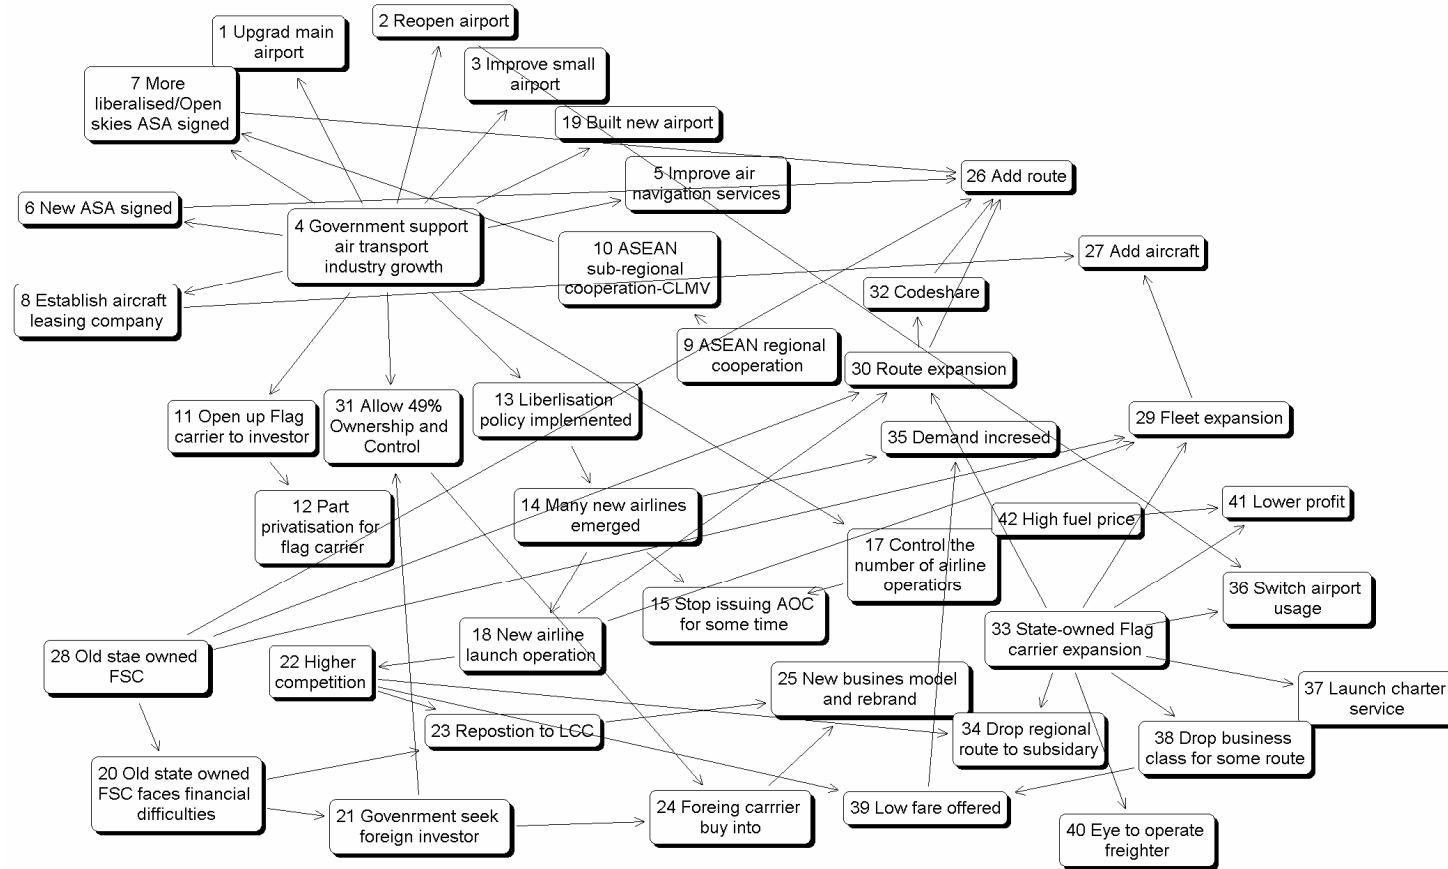 1 Upgrad main
airport
2 Reopen airport
3 Improve small
airport
7 More
liberalised/Open
skies ASA signed
19 Built new airport
5 Improve air
navigation services
26 Add route
6 New ASA signed
4 Government support
air transport
industry growth
10 ASEAN
sub-regional
cooperation-CLMV
27 Add aircraft
8 Establish aircraft
leasing company
32 Codeshare
9 ASEAN regional
cooperation
30 Route expansion
11 Open up Flag
carrier to investor
31 Allow 49%
Ownership and
Control
13 Liberlisation
policy implemented
29 Fleet expansion
35 Demand incresed
12 Part
privatisation for
flag carrier
14 Many new airlines
emerged
41 Lower profit
42 High fuel price
17 Control the
number of airline
operatiors
36 Switch airport
usage
15 Stop issuing AOC
for some time
18 New airline
launch operation
33 State-owned Flag
carrier expansion
28 Old stae owned
FSC
22 Higher
competition
25 New busines model
and rebrand
37 Launch charter
service
23 Repostion to LCC
34 Drop regional
route to subsidary
38 Drop business
class for some route
20 Old state owned
FSC faces financial
difficulties
21 Govenrment seek
foreign investor
24 Foreing carrrier
buy into
39 Low fare offered
40 Eye to operate
freighter